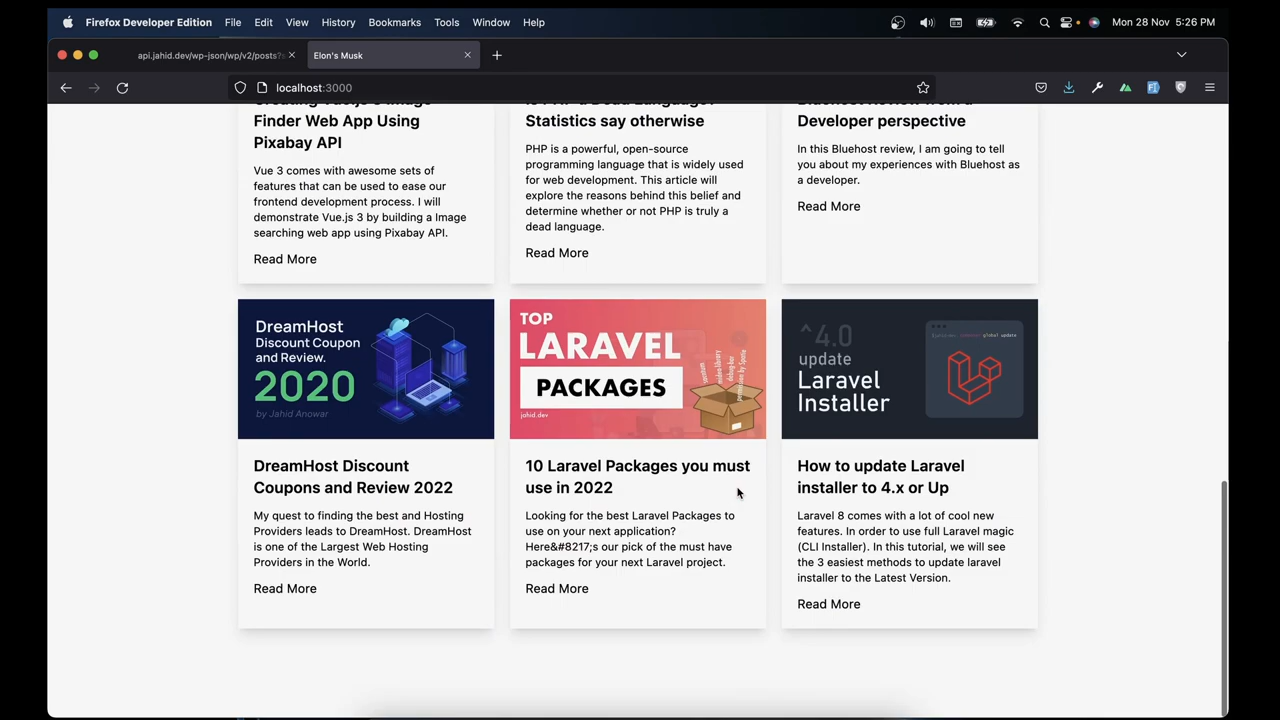 Firefox Developer Edition File Edit View History Bookmarks Tools Window Help Mon 28 Nov 5:26 PM
api.jahid.dev/wp-json/wp/v2/posts?
Elon's Musk
localhost:3000
Finder Web App Using
Pixabay API
Vue 3 comes with awesome sets of
features that can be used to ease our
frontend development process. I will
demonstrate Vue.js 3 by building a Image
searching web app using Pixabay API.
Read More
Statistics say otherwise
PHP is a powerful, open-source
programming language that is widely used
for web development. This article will
explore the reasons behind this belief and
determine whether or not PHP is truly a
dead language.
Read More
Developer perspective
In this Bluehost review, I am going to tell
you about my experiences with Bluehost as
a developer.
Read More
DreamHost
Discount Coupon
and Review.
2020
by Jahid Anowar
DreamHost Discount
Coupons and Review 2022
My quest to finding the best and Hosting
Providers leads to DreamHost. DreamHost
is one of the Largest Web Hosting
Providers in the World.
Read More
TOP
LARAVEL
PACKAGES
jahid.dev
10 Laravel Packages you must
use in 2022
Looking for the best Laravel Packages to
use on your next application?
Here&#8217;s our pick of the must have
packages for your next Laravel project.
Read More
^4.0
update
Laravel
Installer
How to update Laravel
installer to 4.x or Up
Laravel 8 comes with a lot of cool new
features. In order to use full Laravel magic
(CLI Installer). In this tutorial, we will see
the 3 easiest methods to update laravel
installer to the Latest Version.
Read More